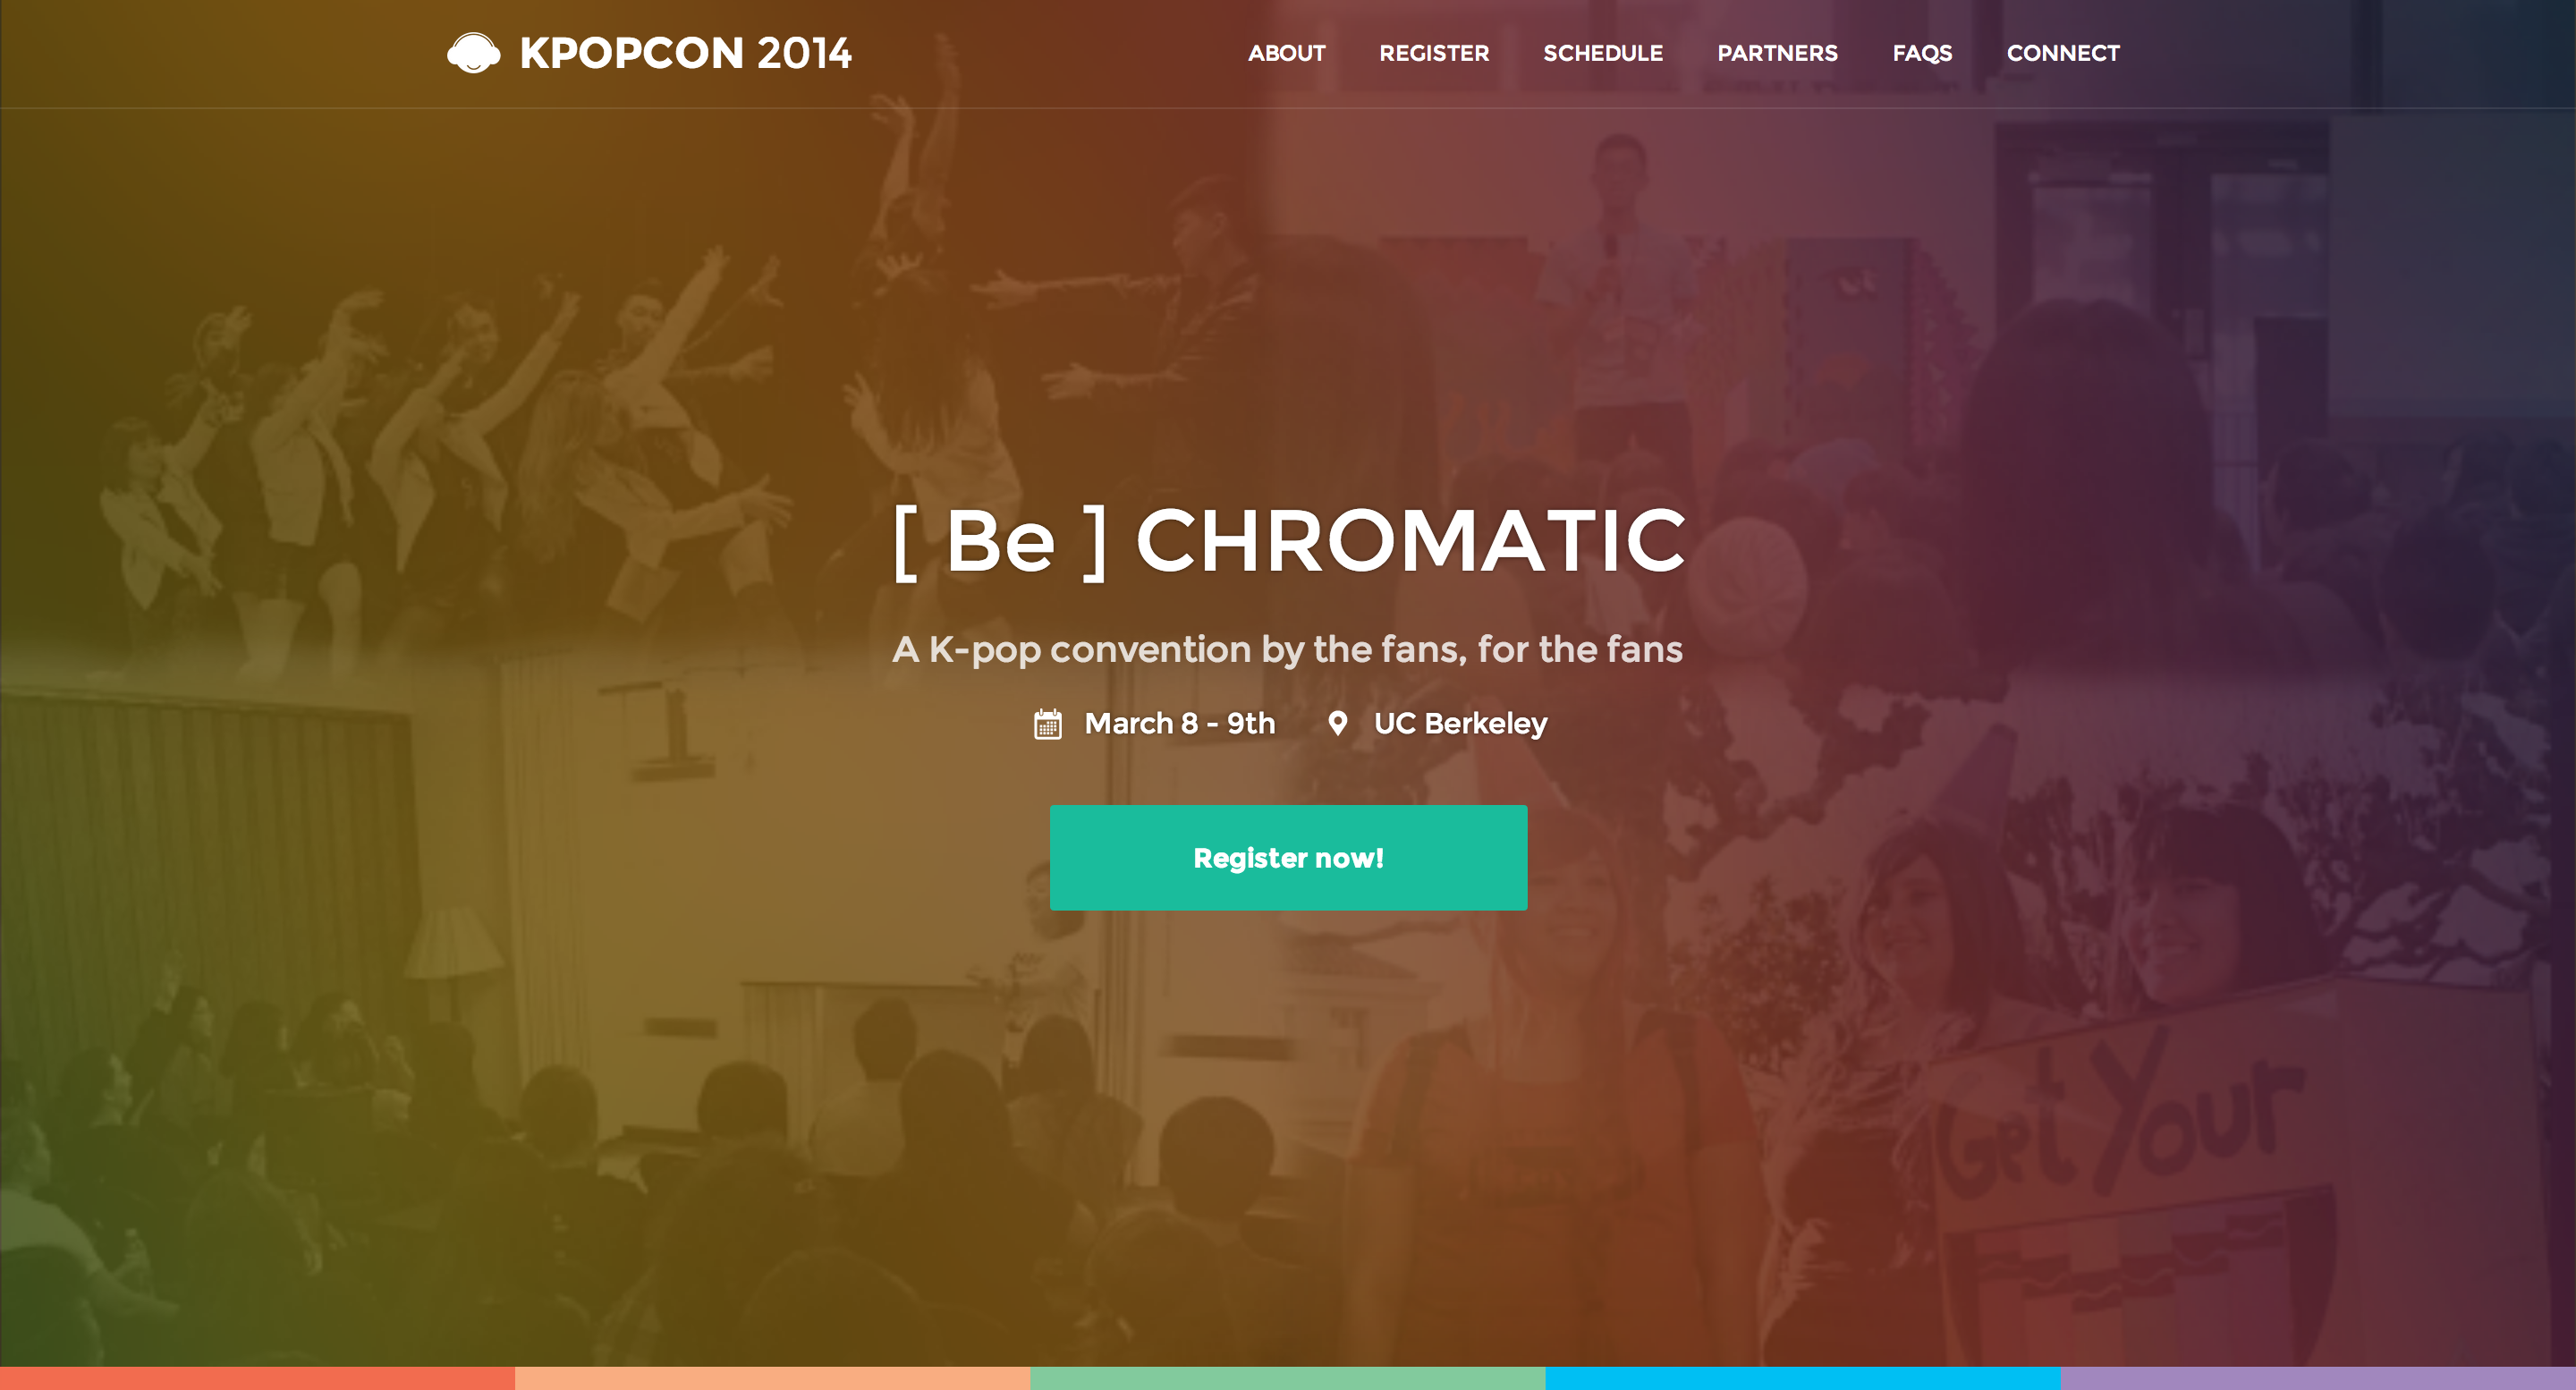 KPOPCON 2014
ABOUT REGISTER SCHEDULE PARTNERS FAQS CONNECT
[ Be ] CHROMATIC
A K-pop convention by the fans, for the fans
March 8 - 9th UC Berkeley
Register now!
Get Your